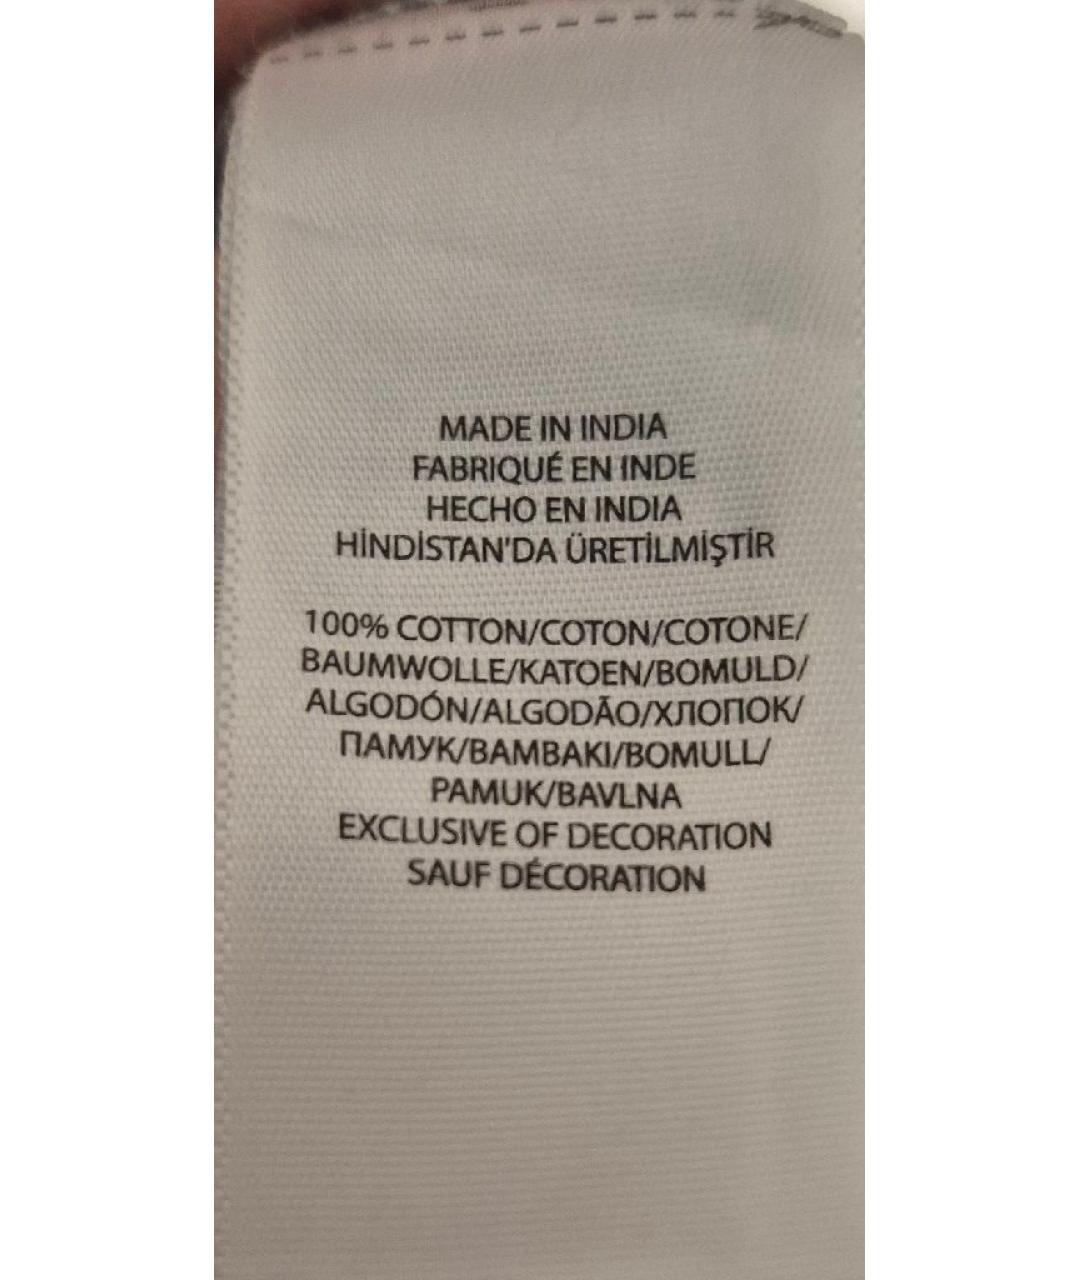 MADE IN INDIA
FABRIQUÉ EN INDE
HECHO EN INDIA
HİNDİSTAN'DA ÜRETİLMİŞTİR
100% COTTON/COTON/COTONE/
BAUMWOLLE/KATOEN/BOMULD/
ALGODÓN/ALGODÃO/ХЛОПОК/
ПАМУК/BAMBAKI/BOMULL/
PAMUK/BAVLNA
EXCLUSIVE OF DECORATION
SAUF DÉCORATION